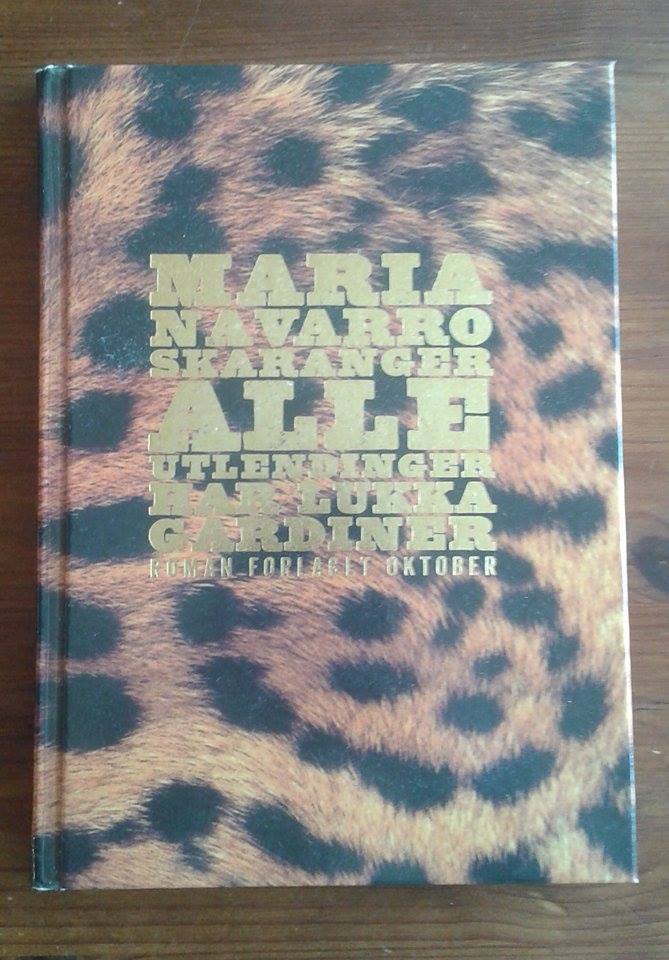 MARIA
NAVARRO
SKARANGER
ALLE
UTLENDINGER
HAR LUKKA
GARDINER
ROMAN FORLAGET OKTOBER